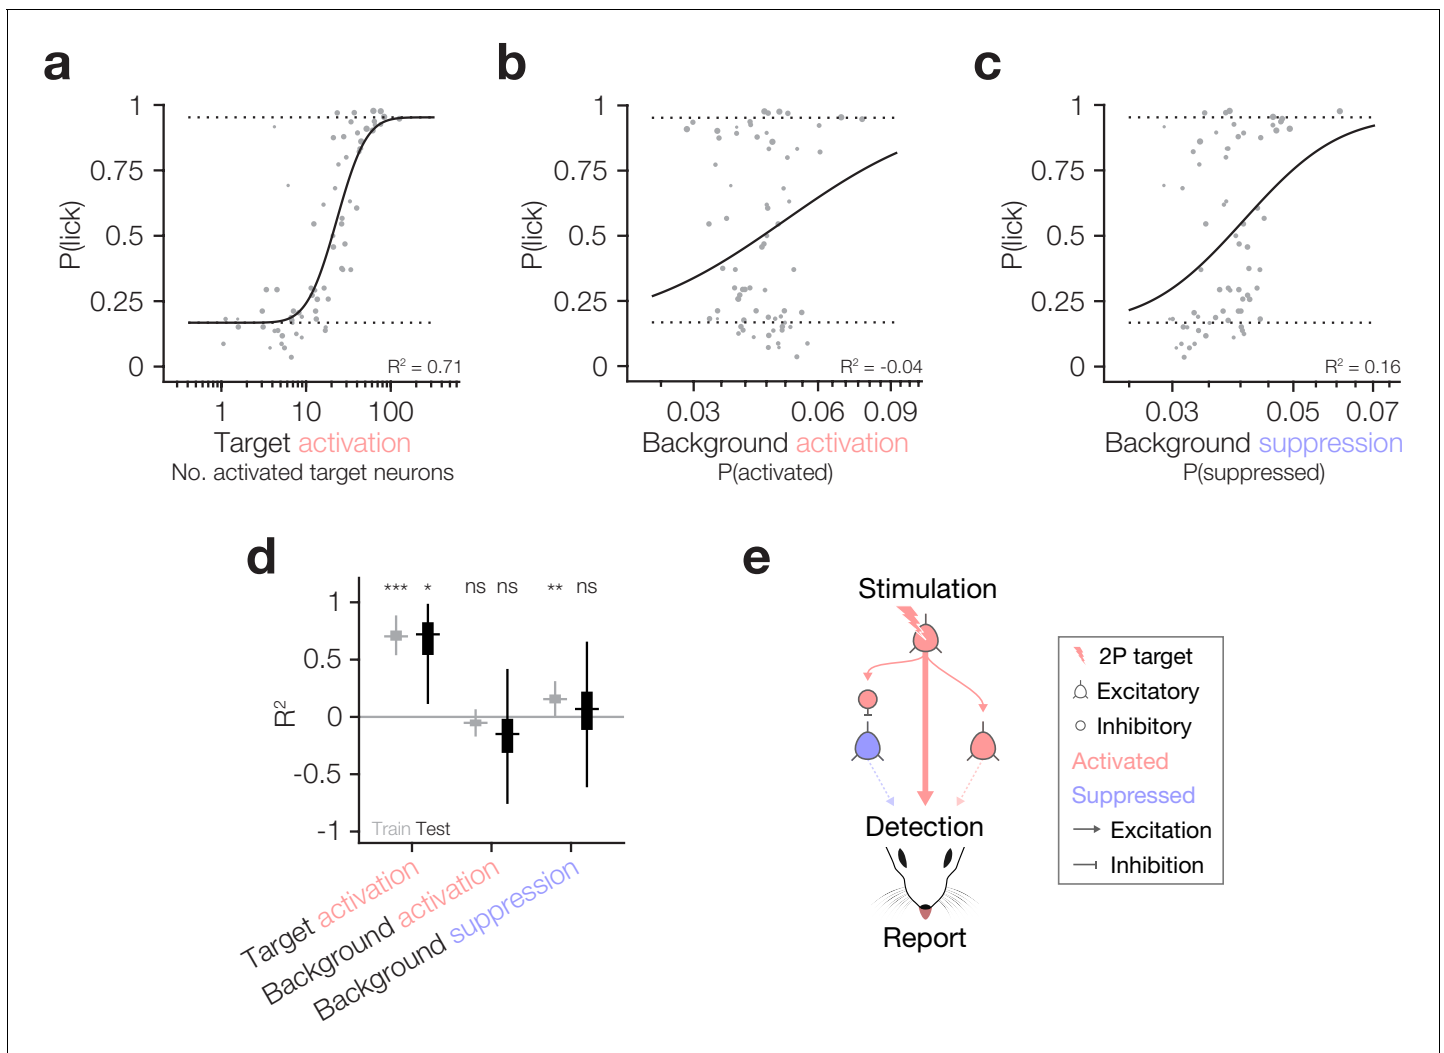 a
1
0.75
0.5
0.25
0
P(lick)
R² = 0.71
1
10
100
Target activation
No. activated target neurons
b
1
0.75
0.5
0.25
0
P(lick)
R² = -0.04
0.03
0.06
0.09
Background activation
P(activated)
c
1
0.75
0.5
0.25
0
P(lick)
R² = 0.16
0.03
0.05
0.07
Background suppression
P(suppressed)
d
*** * ns ns ** ns
1
0.5
0
-0.5
-1
R²
Train Test
Target activation
Background activation
Background suppression
e
Stimulation
Detection
Report
2P target
Excitatory
Inhibitory
Activated
Suppressed
Excitation
Inhibition